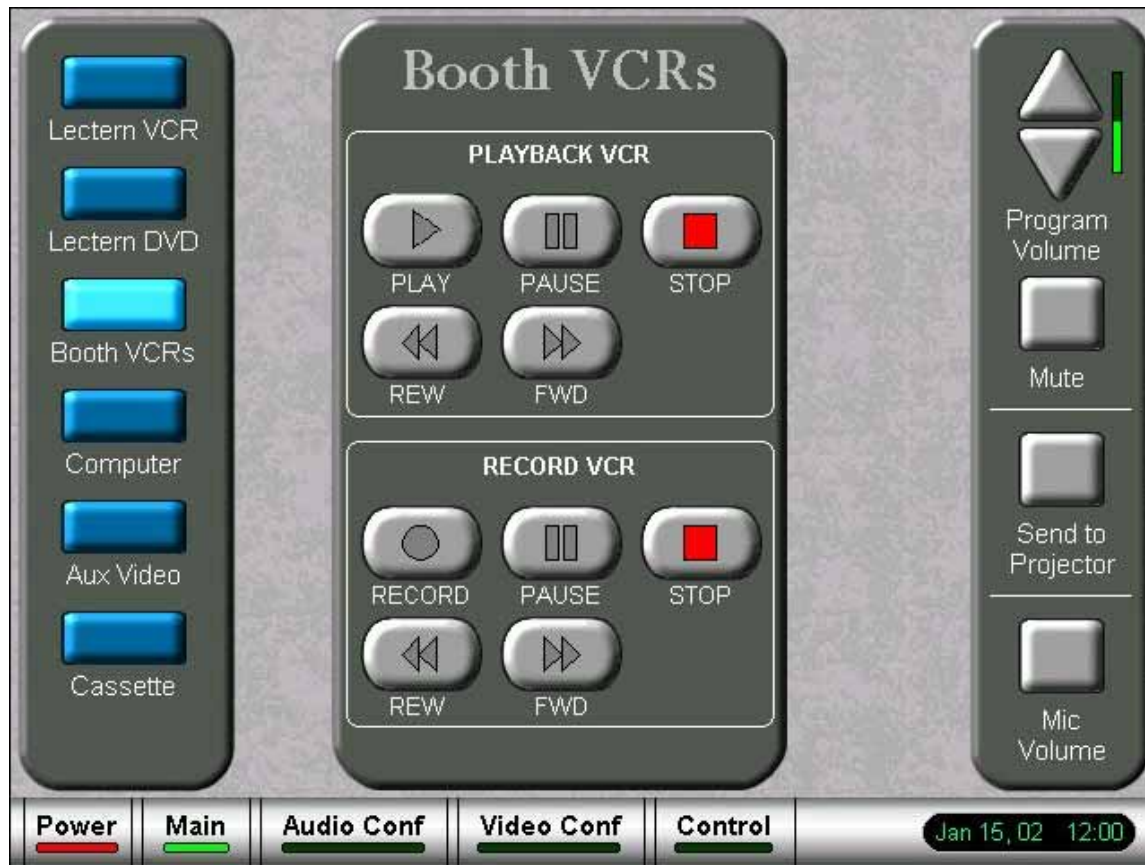 Lectern VCR
Lectern DVD
Booth VCRs
Computer
Aux Video
Cassette
Booth VCRs
PLAYBACK VCR
PLAY PAUSE STOP
REW FWD
RECORD VCR
RECORD PAUSE STOP
REW FWD
Program
Volume
Mute
Send to
Projector
Mic
Volume
Power Main Audio Conf Video Conf Control Jan 15, 02 12:00